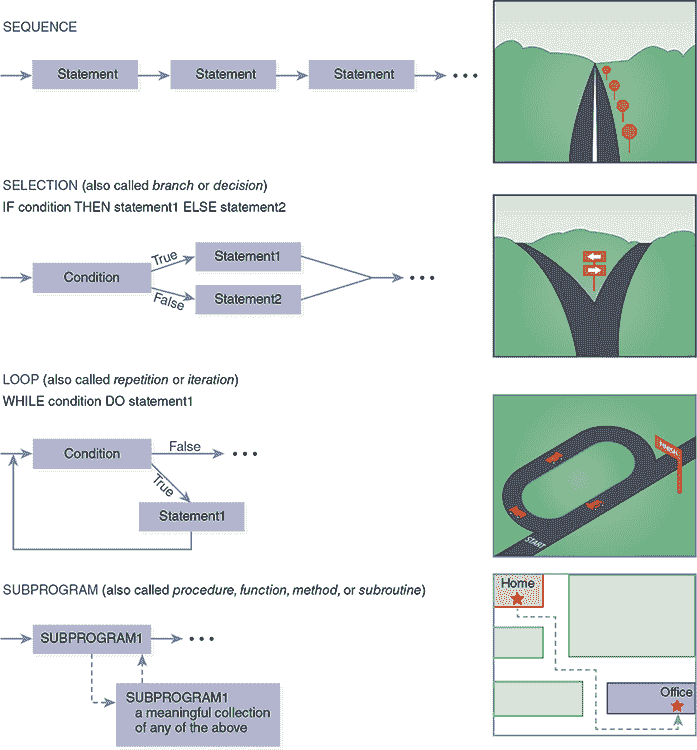 SEQUENCE
Statement Statement Statement
SELECTION (also called branch or decision)
IF condition THEN statement1 ELSE statement2
Condition
True
False
Statement1
Statement2
LOOP (also called repetition or iteration)
WHILE condition DO statement1
Condition
False
True
Statement1
START
FINISH
SUBPROGRAM (also called procedure, function, method, or subroutine)
SUBPROGRAM1
SUBPROGRAM1
a meaningful collection
of any of the above
Home
Office